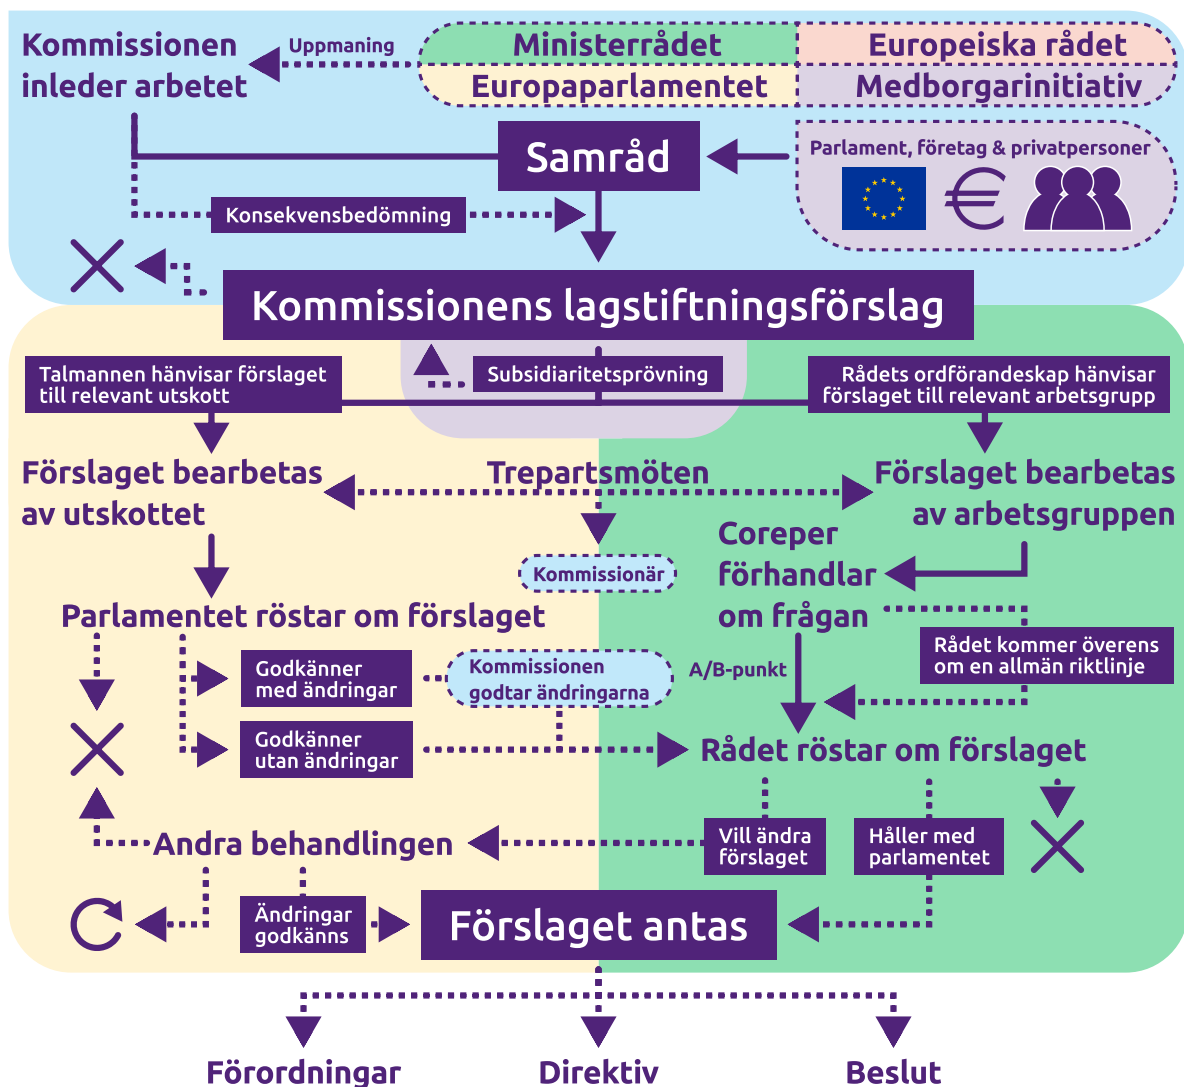 Kommissionen
inleder arbetet
Uppmaning
Ministerrådet
Europeiska rådet
Europaparlamentet
Medborgarinitiativ
Samråd
Parlament, företag & privatpersoner
Konsekvensbedömning
Kommissionens lagstiftningsförslag
Talmannen hänvisar förslaget
till relevant utskott
Subsidiaritetsprövning
Rådets ordförandeskap hänvisar
förslaget till relevant arbetsgrupp
Förslaget bearbetas
av utskottet
Trepartsmöten
Förslaget bearbetas
av arbetsgruppen
Kommissionär
Coreper
förhandlar
om frågan
Parlamentet röstar om förslaget
Rådet kommer överens
om en allmän riktlinje
Godkänner
med ändringar
Kommissionen
godtar ändringarna
A/B-punkt
Godkänner
utan ändringar
Rådet röstar om förslaget
Andra behandlingen
Vill ändra
förslaget
Håller med
parlamentet
Ändringar
godkänns
Förslaget antas
Förordningar
Direktiv
Beslut